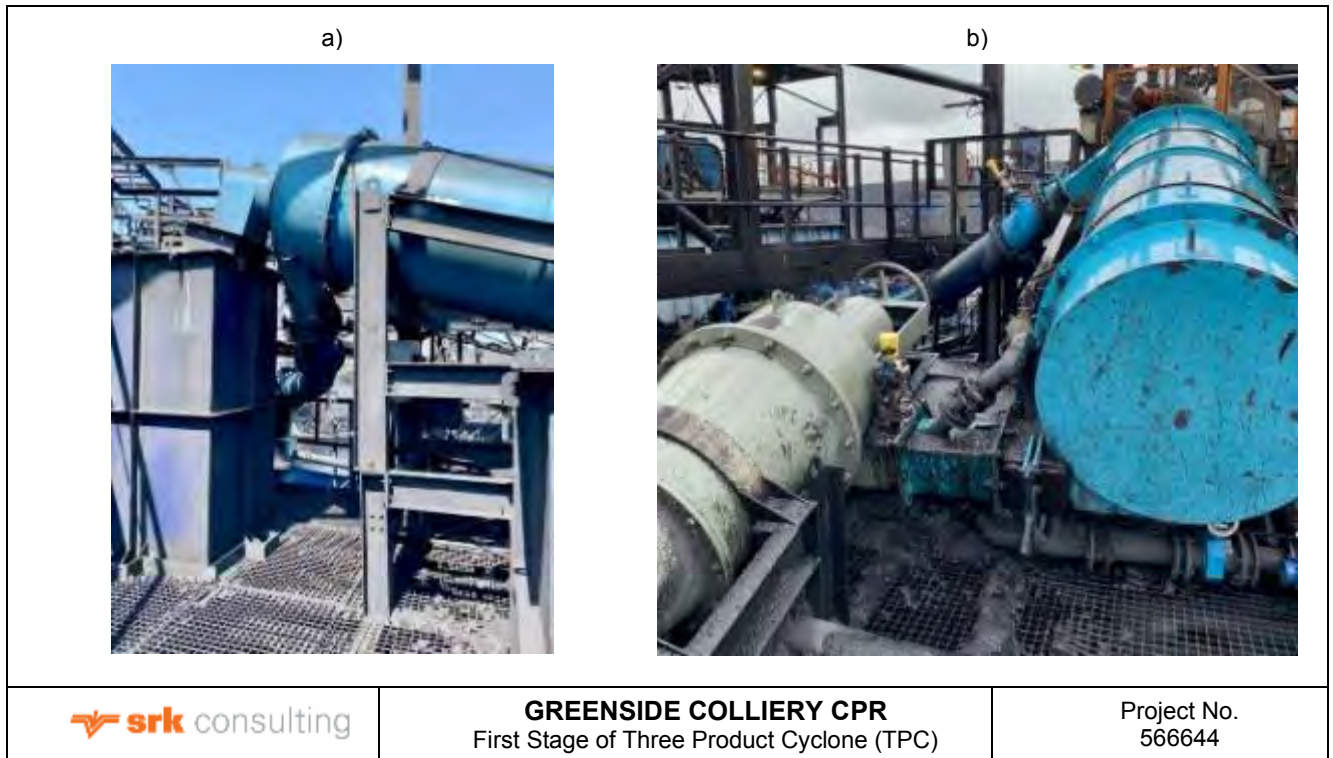 a)
b)
srk consulting
GREENSIDE COLLIERY CPR
First Stage of Three Product Cyclone (TPC)
Project No.
566644